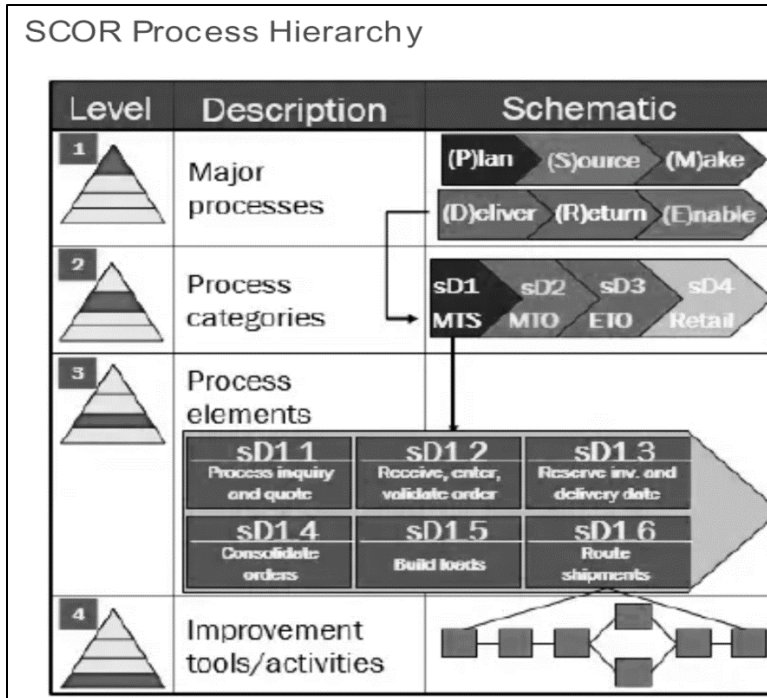 SCOR Process Hierarchy
Level Description Schematic
1
Major
processes
(P)lan (S)ource (M)ake
(D)eliver (R)eturn (E)nable
2
Process
categories
sD1 sD2 sD3 sD4
MTS MTO ETO Retail
3
Process
elements
sD1.1 sD1.2 sD1.3
Process inquiry Receive, enter, Reserve inv. and
and quote validate order delivery date
sD1.4 sD1.5 sD1.6
Consolidate Build loads Route
orders shipments
4
Improvement
tools/activities